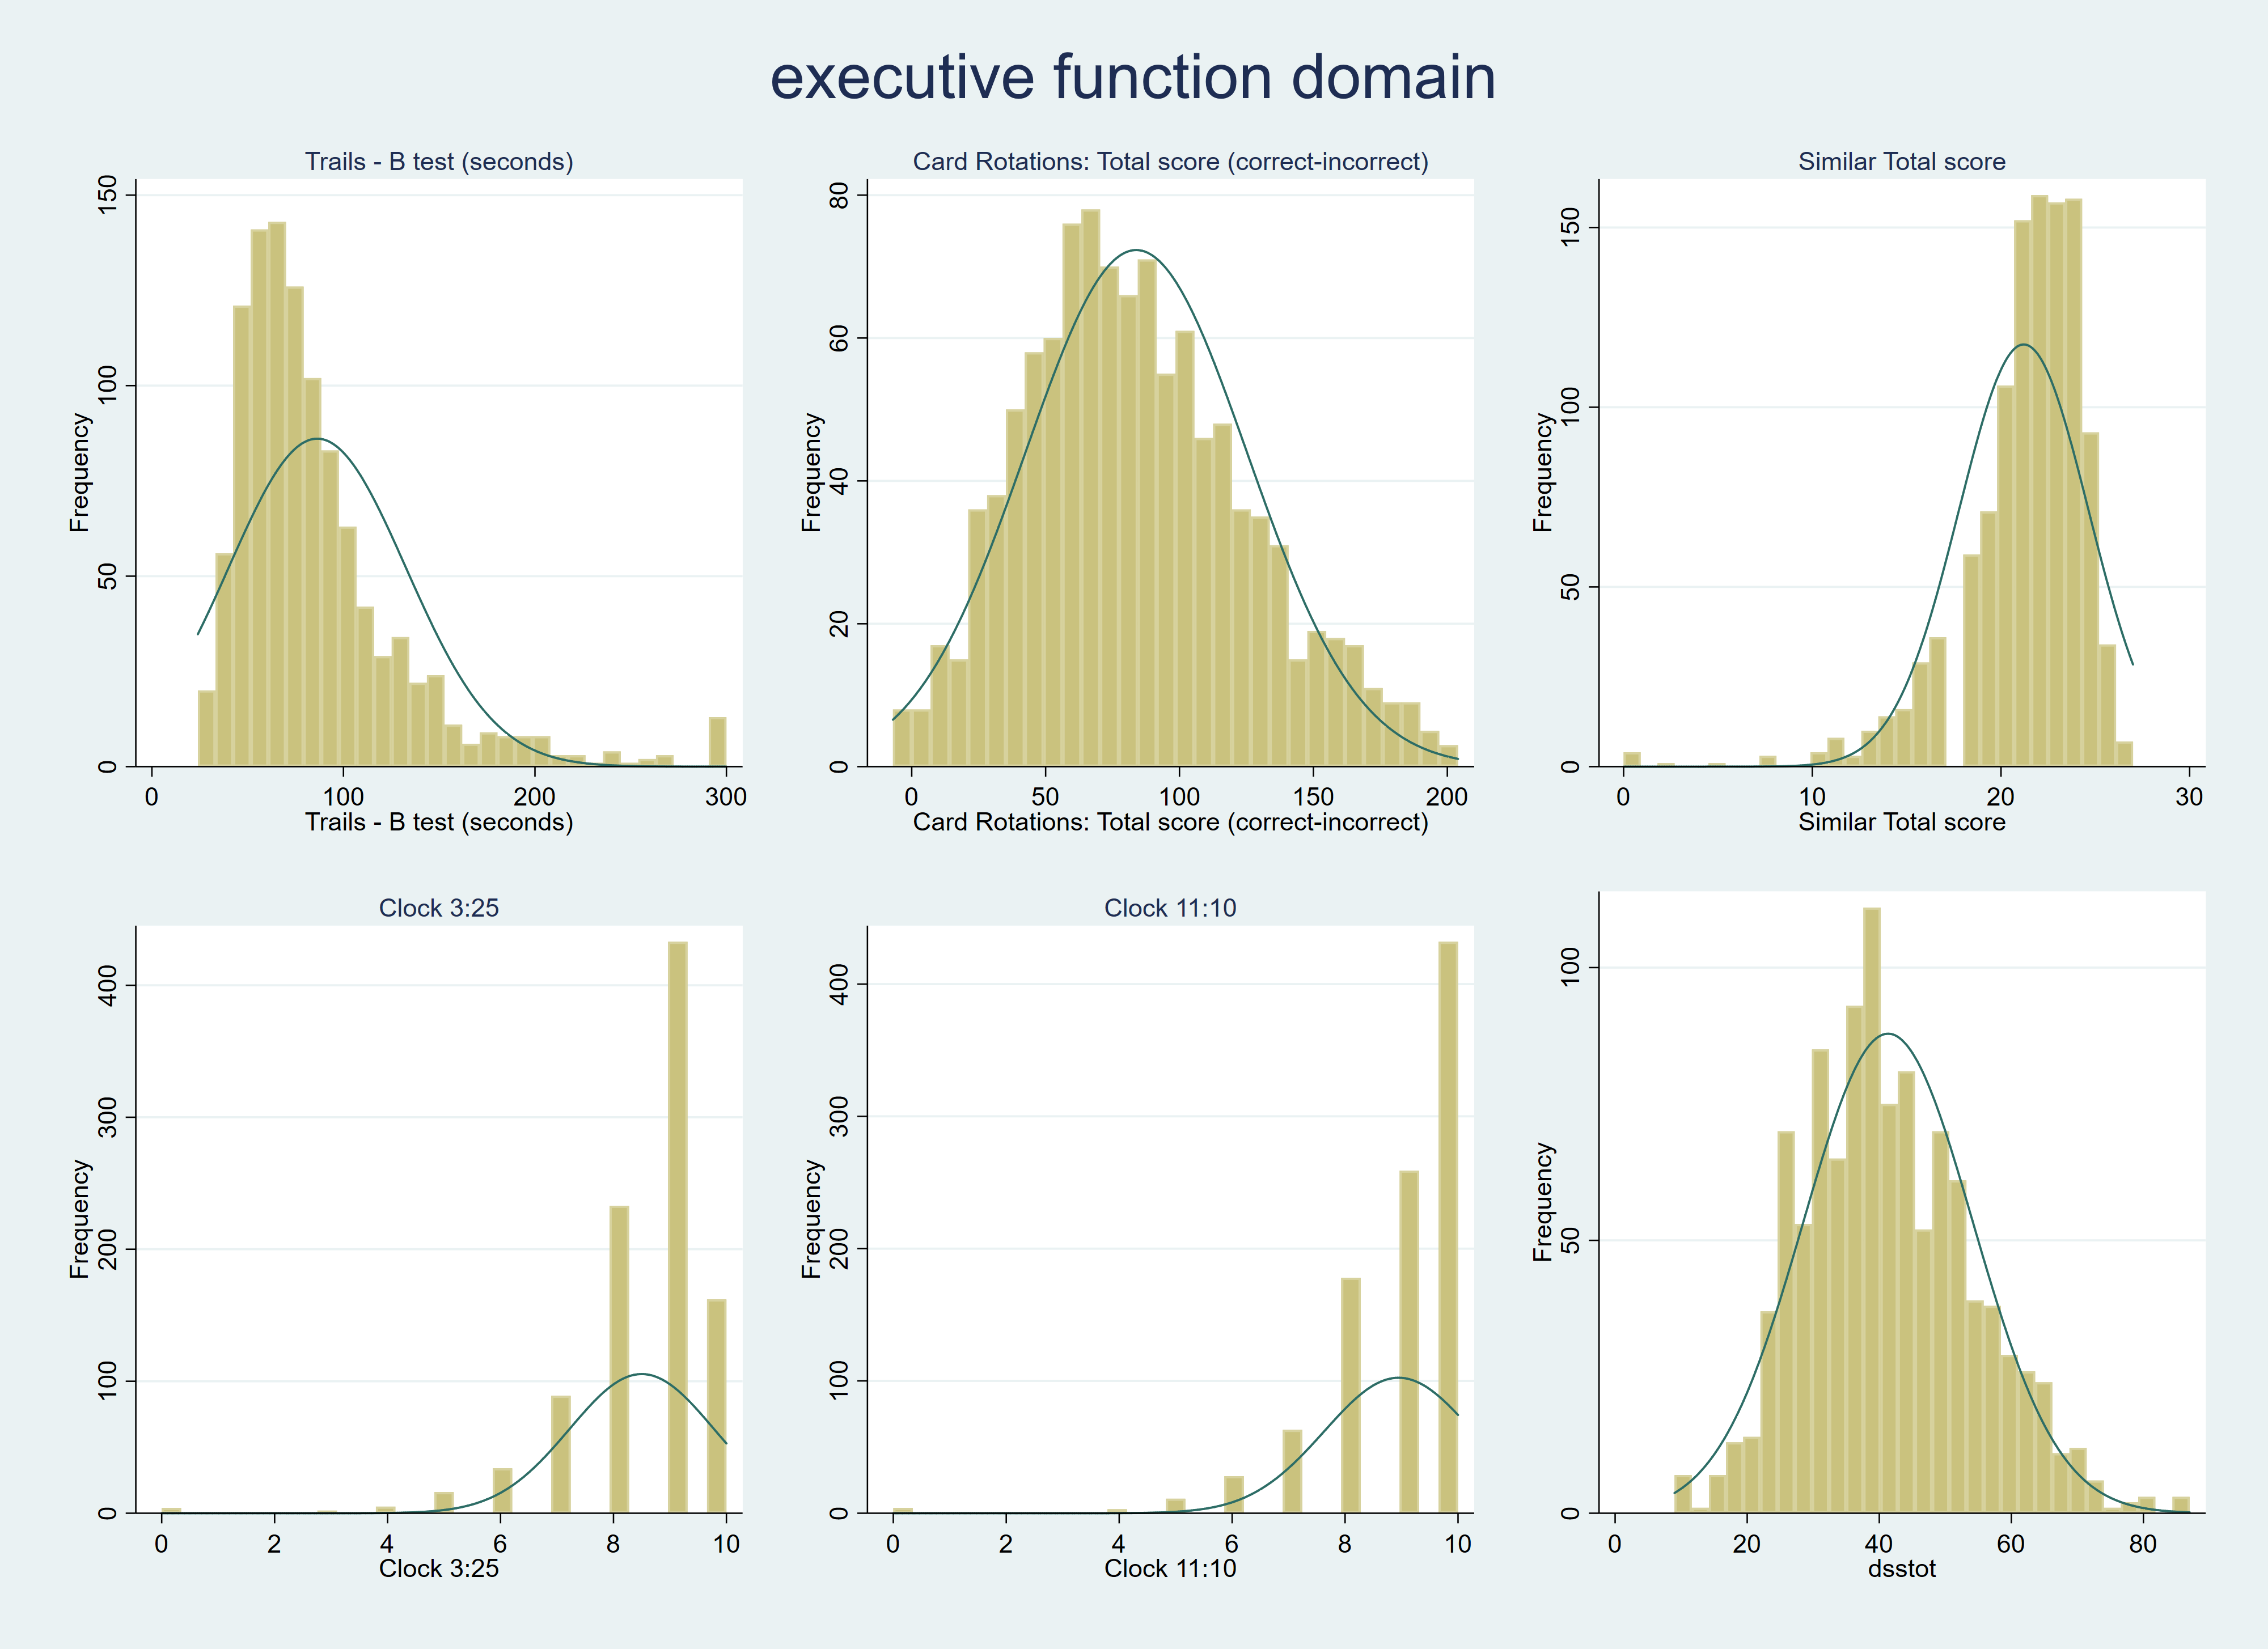 executive function domain
Trails - B test (seconds)
Frequency
0 50 100 150
0 100 200 300
Trails - B test (seconds)
Card Rotations: Total score (correct-incorrect)
Frequency
0 20 40 60 80
0 50 100 150 200
Card Rotations: Total score (correct-incorrect)
Similar Total score
Frequency
0 50 100 150
0 10 20 30
Similar Total score
Clock 3:25
Frequency
0 100 200 300 400
0 2 4 6 8 10
Clock 3:25
Clock 11:10
Frequency
0 100 200 300 400
0 2 4 6 8 10
Clock 11:10
Frequency
0 50 100
0 20 40 60 80
dsstot